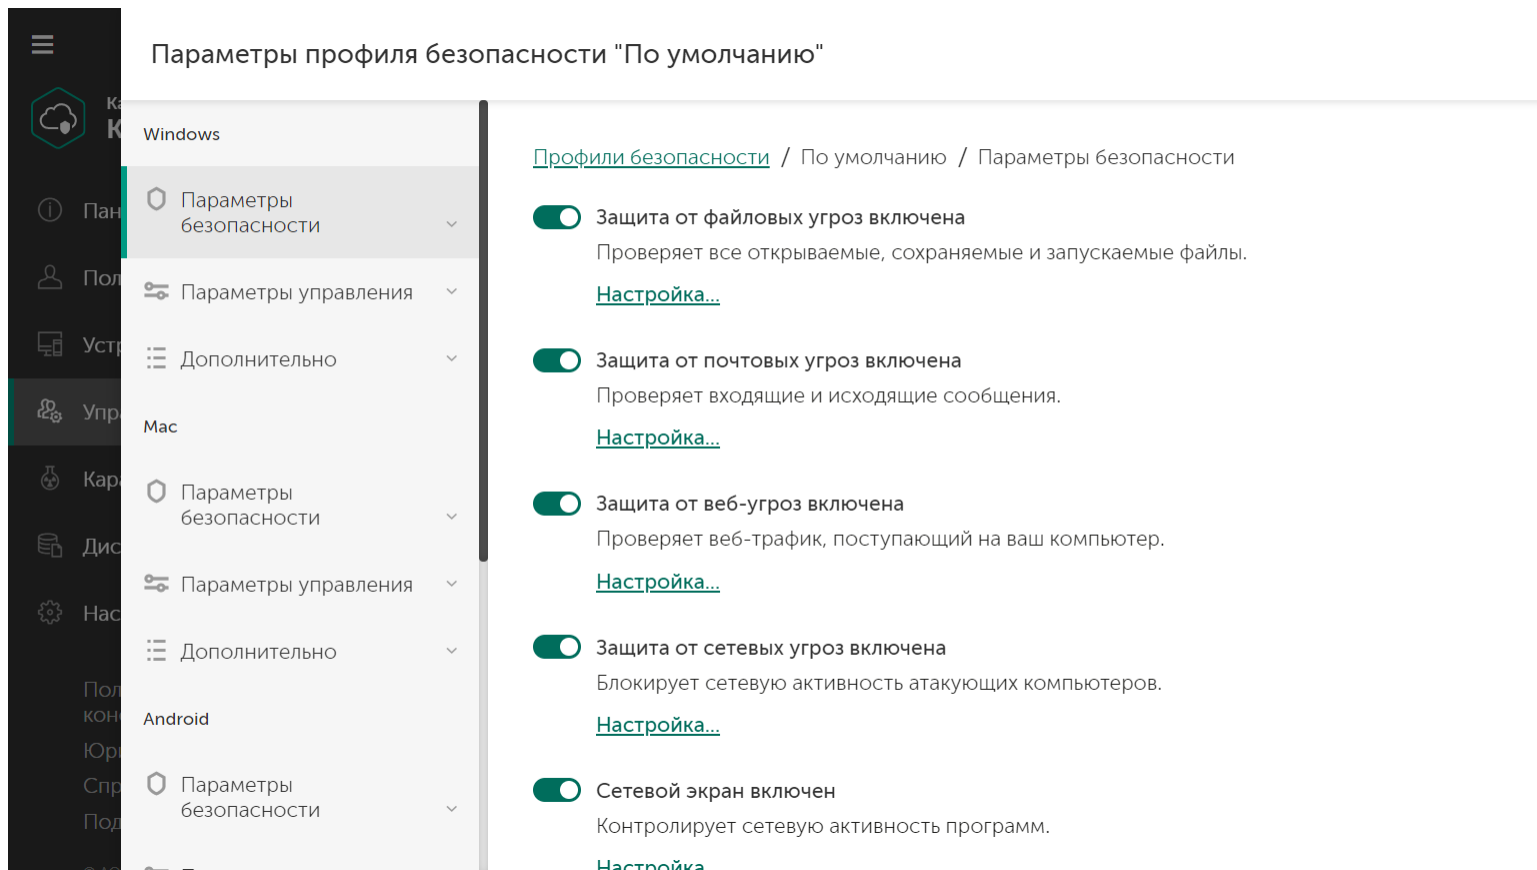 Параметры профиля безопасности "По умолчанию"
Windows
Параметры
безопасности
Параметры управления
Дополнительно
Mac
Параметры
безопасности
Параметры управления
Дополнительно
Android
Параметры
безопасности
Профили безопасности / По умолчанию / Параметры безопасности
Защита от файловых угроз включена
Проверяет все открываемые, сохраняемые и запускаемые файлы.
Настройка...
Защита от почтовых угроз включена
Проверяет входящие и исходящие сообщения.
Настройка...
Защита от веб-угроз включена
Проверяет веб-трафик, поступающий на ваш компьютер.
Настройка...
Защита от сетевых угроз включена
Блокирует сетевую активность атакующих компьютеров.
Настройка...
Сетевой экран включен
Контролирует сетевую активность программ.
Настройка